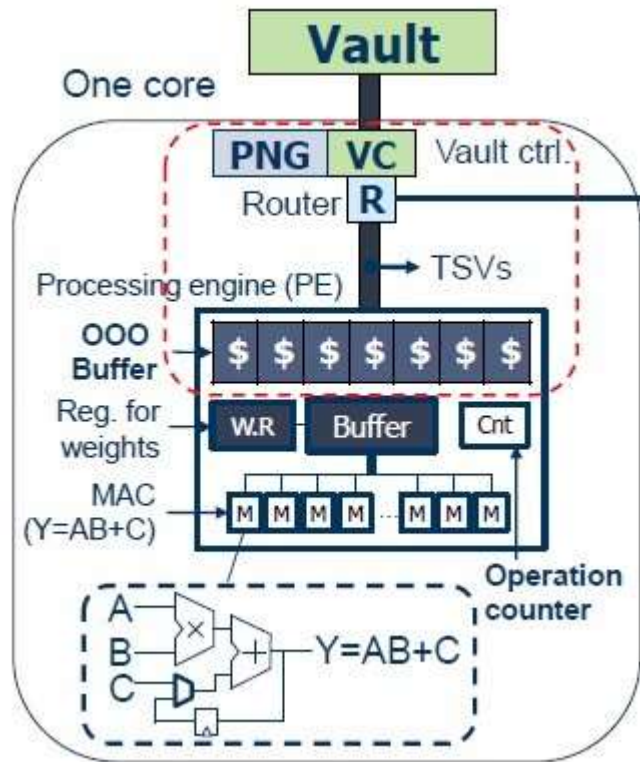 Vault
One core
PNG VC Vault ctrl.
Router R
TSVs
Processing engine (PE)
OOO
Buffer
$ $ $ $ $ $ $
Reg. for
weights
W.R Buffer Cnt
MAC
(Y=AB+C)
M M M M ... M M M
Operation
counter
A
B
C
×
+
Y=AB+C